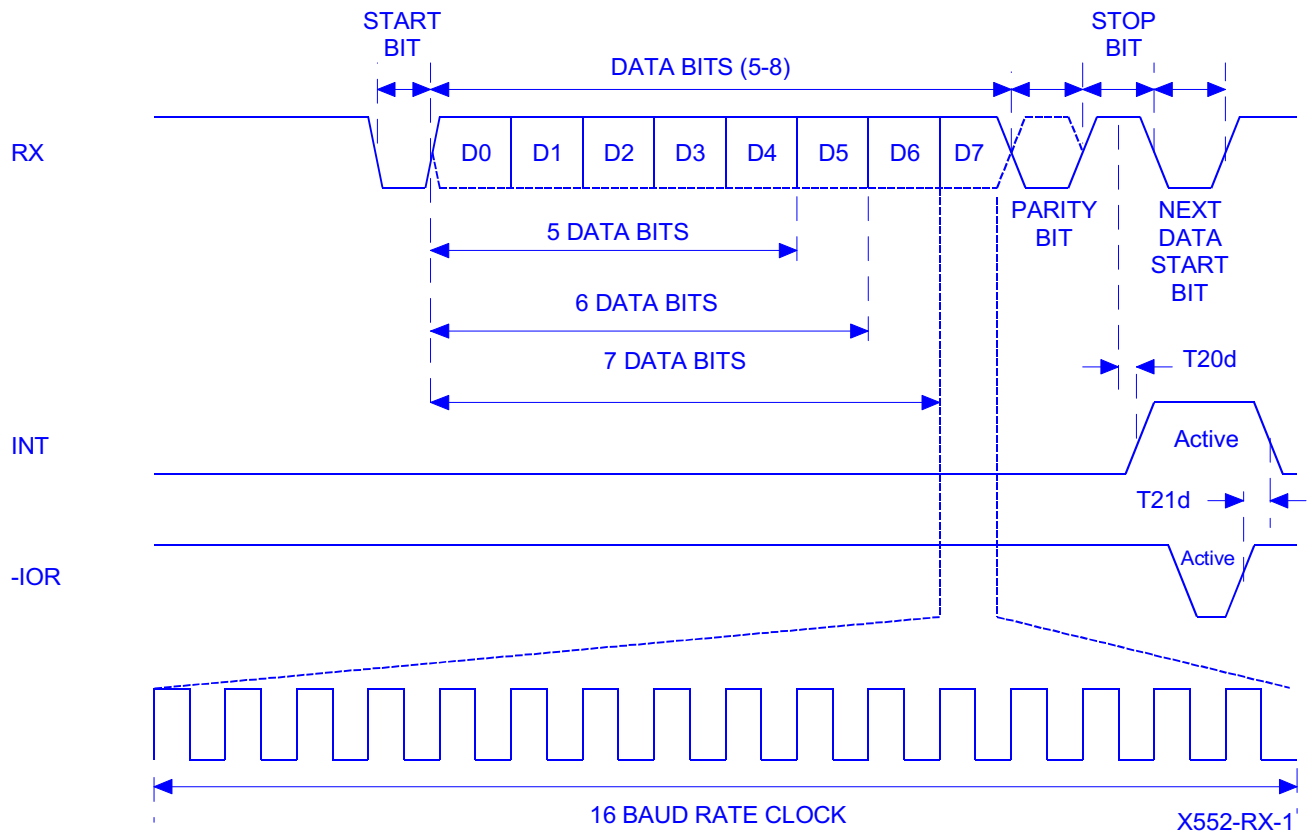 START
BIT
STOP
BIT
DATA BITS (5-8)
RX
D0 D1 D2 D3 D4 D5 D6 D7
PARITY
BIT
NEXT
DATA
START
BIT
5 DATA BITS
6 DATA BITS
7 DATA BITS
T20d
INT
Active
T21d
-IOR
Active
16 BAUD RATE CLOCK
X552-RX-1